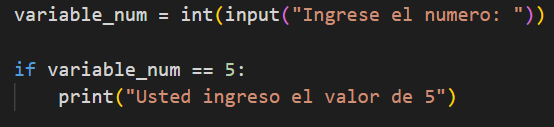 variable_num = int(input("Ingrese el numero: "))
if variable_num == 5:
    print("Usted ingreso el valor de 5")